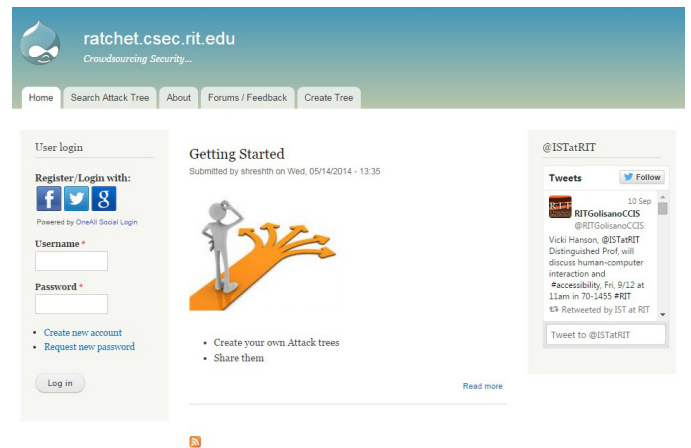 ratchet.csec.rit.edu
Crowdsourcing Security...
Home
Search Attack Tree
About
Forums / Feedback
Create Tree
User login
Register/Login with:
f
8
Powered by OneAll Social Login
Username *
Password *
Create new account
Request new password
Log in
Getting Started
Submitted by shreshth on Wed, 05/14/2014 - 13:35
Create your own Attack trees
Share them
Read more
@ISTatRIT
Tweets
Follow
10 Sep
RIT
RITGolisanoCCIS
@RITGolisanoCCIS
Vicki Hanson, @ISTatRIT
Distinguished Prof, will
discuss human-computer
interaction and
#accessibility, Fri, 9/12 at
11am in 70-1455 #RIT
Retweeted by IST at RIT
Tweet to @ISTatRIT